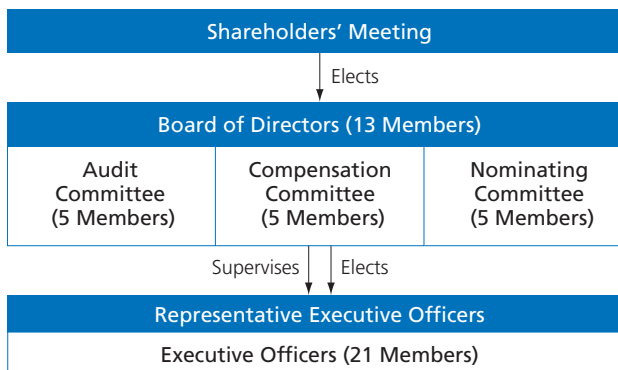 Shareholders’ Meeting
Elects
Board of Directors (13 Members)
Audit
Committee
(5 Members)
Compensation
Committee
(5 Members)
Nominating
Committee
(5 Members)
Supervises
Elects
Representative Executive Officers
Executive Officers (21 Members)